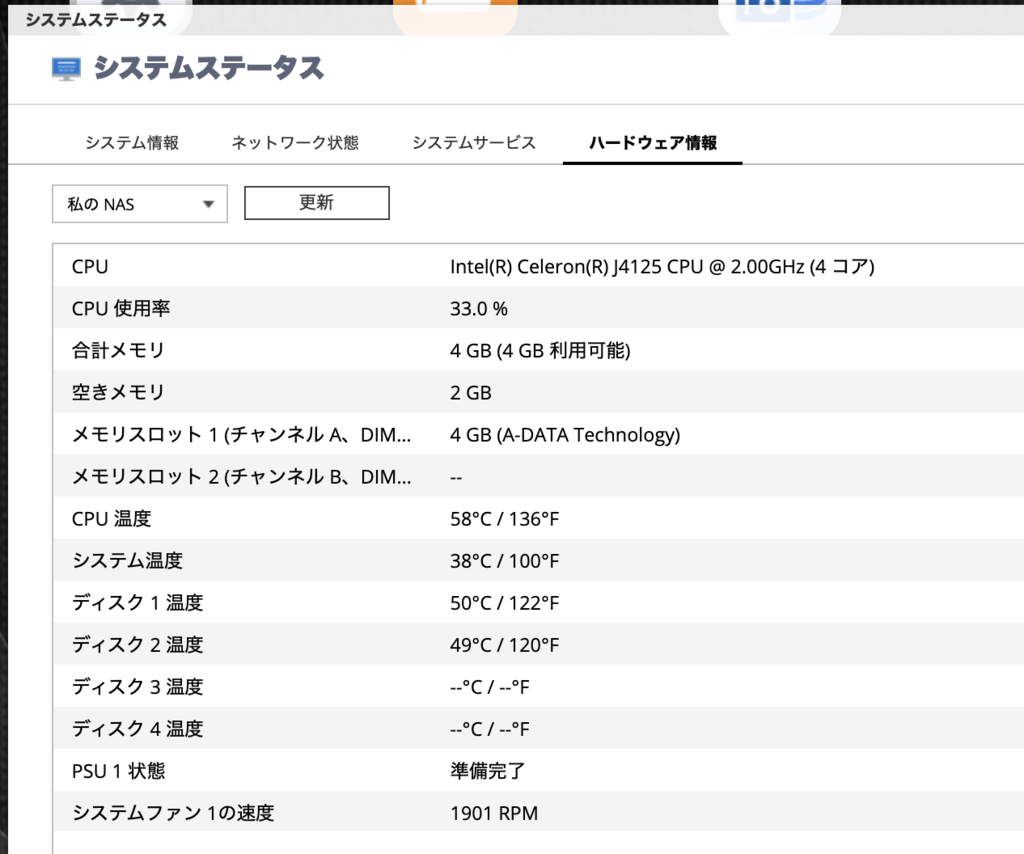 システムステータス
システムステータス
システム情報 ネットワーク状態 システムサービス ハードウェア情報
私の NAS 更新
CPU Intel(R) Celeron(R) J4125 CPU @ 2.00GHz (4 コア)
CPU 使用率 33.0 %
合計メモリ 4 GB (4 GB 利用可能)
空きメモリ 2 GB
メモリスロット 1 (チャンネル A、DIM... 4 GB (A-DATA Technology)
メモリスロット 2 (チャンネル B、DIM... --
CPU 温度 58°C / 136°F
システム温度 38°C / 100°F
ディスク 1 温度 50°C / 122°F
ディスク 2 温度 49°C / 120°F
ディスク 3 温度 --°C / --°F
ディスク 4 温度 --°C / --°F
PSU 1 状態 準備完了
システムファン 1の速度 1901 RPM